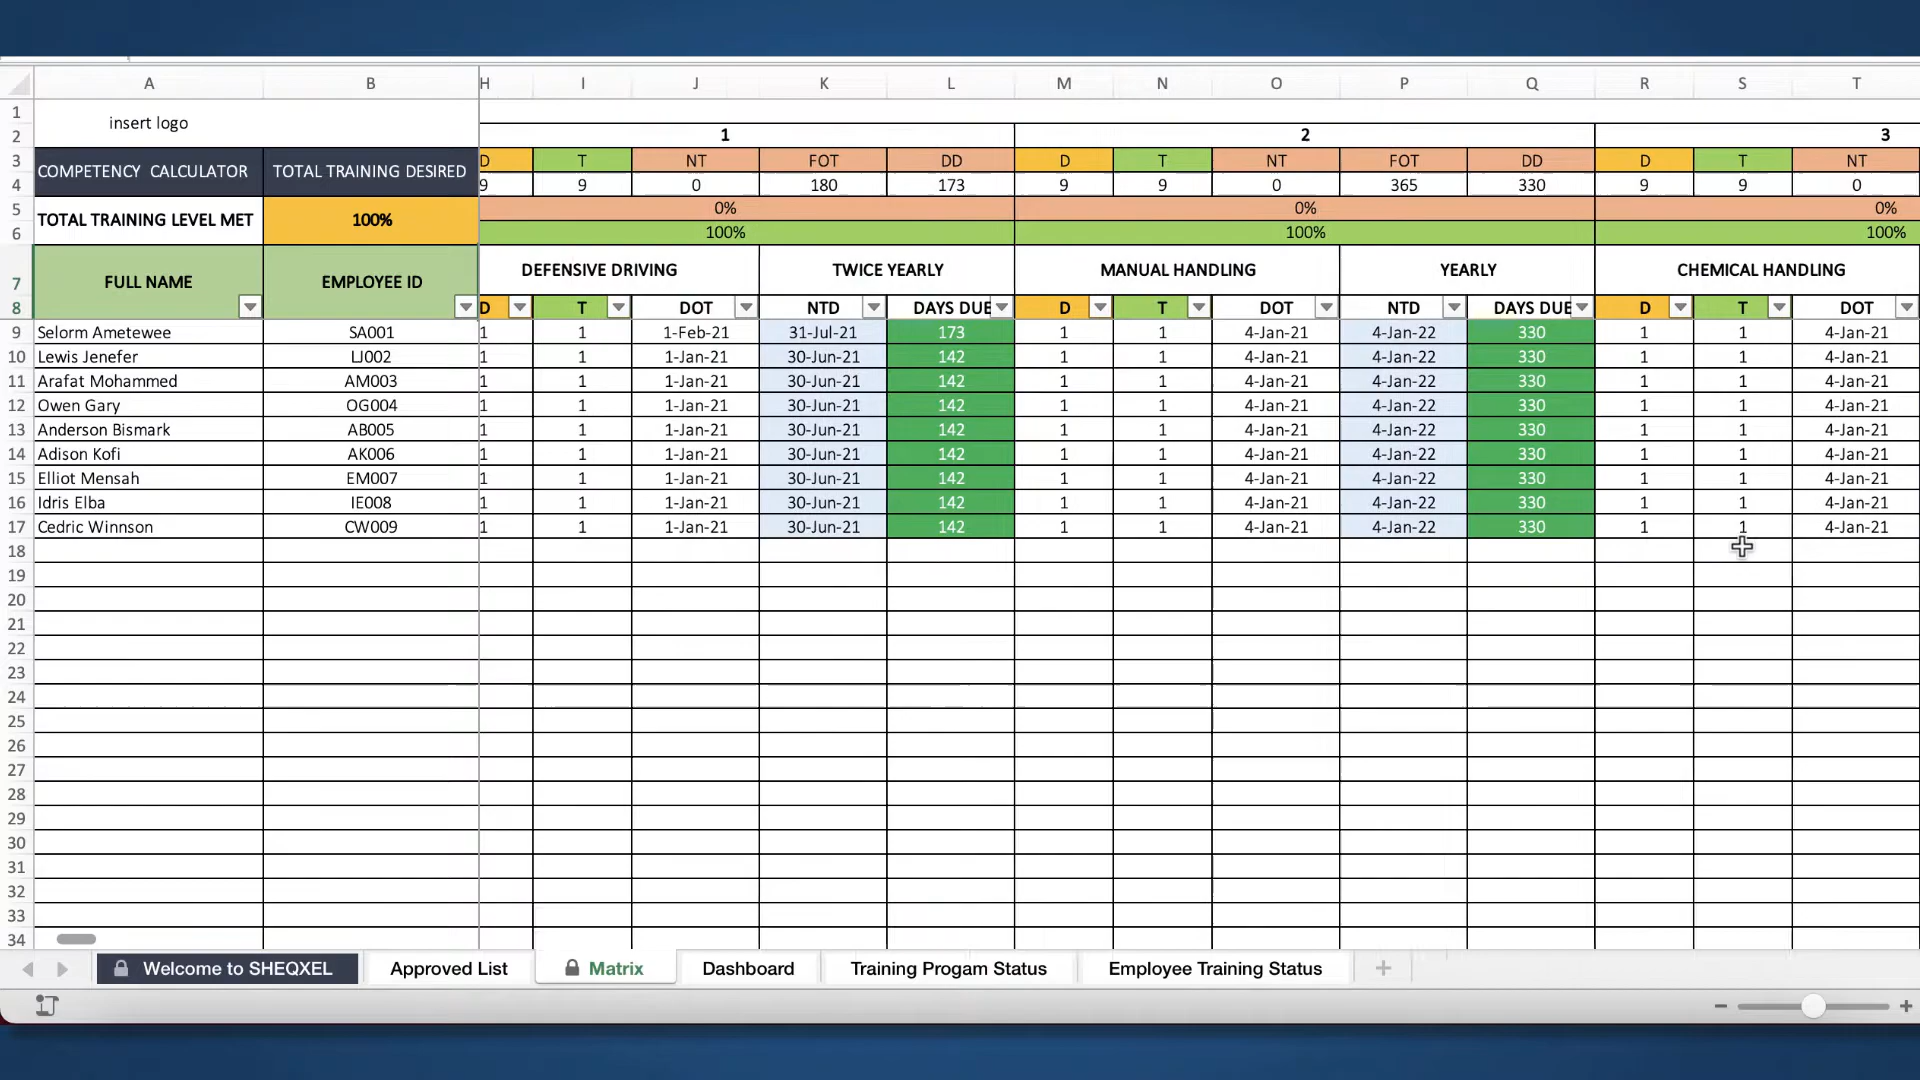 A B H I J K L M N O P Q R S T
1 insert logo
2 1 2 3
3 COMPETENCY CALCULATOR TOTAL TRAINING DESIRED D T NT FOT DD D T NT FOT DD D T NT
4 9 9 0 180 173 9 9 0 365 330 9 9 0
5 TOTAL TRAINING LEVEL MET 100% 0% 0% 0%
6 100% 100% 100%
7 FULL NAME EMPLOYEE ID DEFENSIVE DRIVING TWICE YEARLY MANUAL HANDLING YEARLY CHEMICAL HANDLING
8 D T DOT NTD DAYS DUE D T DOT NTD DAYS DUE D T DOT
9 Selorm Ametewee SA001 1 1 1-Feb-21 31-Jul-21 173 1 1 4-Jan-21 4-Jan-22 330 1 1 4-Jan-21
10 Lewis Jenefer LJ002 1 1 1-Jan-21 30-Jun-21 142 1 1 4-Jan-21 4-Jan-22 330 1 1 4-Jan-21
11 Arafat Mohammed AM003 1 1 1-Jan-21 30-Jun-21 142 1 1 4-Jan-21 4-Jan-22 330 1 1 4-Jan-21
12 Owen Gary OG004 1 1 1-Jan-21 30-Jun-21 142 1 1 4-Jan-21 4-Jan-22 330 1 1 4-Jan-21
13 Anderson Bismark AB005 1 1 1-Jan-21 30-Jun-21 142 1 1 4-Jan-21 4-Jan-22 330 1 1 4-Jan-21
14 Adison Kofi AK006 1 1 1-Jan-21 30-Jun-21 142 1 1 4-Jan-21 4-Jan-22 330 1 1 4-Jan-21
15 Elliot Mensah EM007 1 1 1-Jan-21 30-Jun-21 142 1 1 4-Jan-21 4-Jan-22 330 1 1 4-Jan-21
16 Idris Elba IE008 1 1 1-Jan-21 30-Jun-21 142 1 1 4-Jan-21 4-Jan-22 330 1 1 4-Jan-21
17 Cedric Winnson CW009 1 1 1-Jan-21 30-Jun-21 142 1 1 4-Jan-21 4-Jan-22 330 1 1 4-Jan-21
18
19
20
21
22
23
24
25
26
27
28
29
30
31
32
33
34
Welcome to SHEQXEL Approved List Matrix Dashboard Training Progam Status Employee Training Status